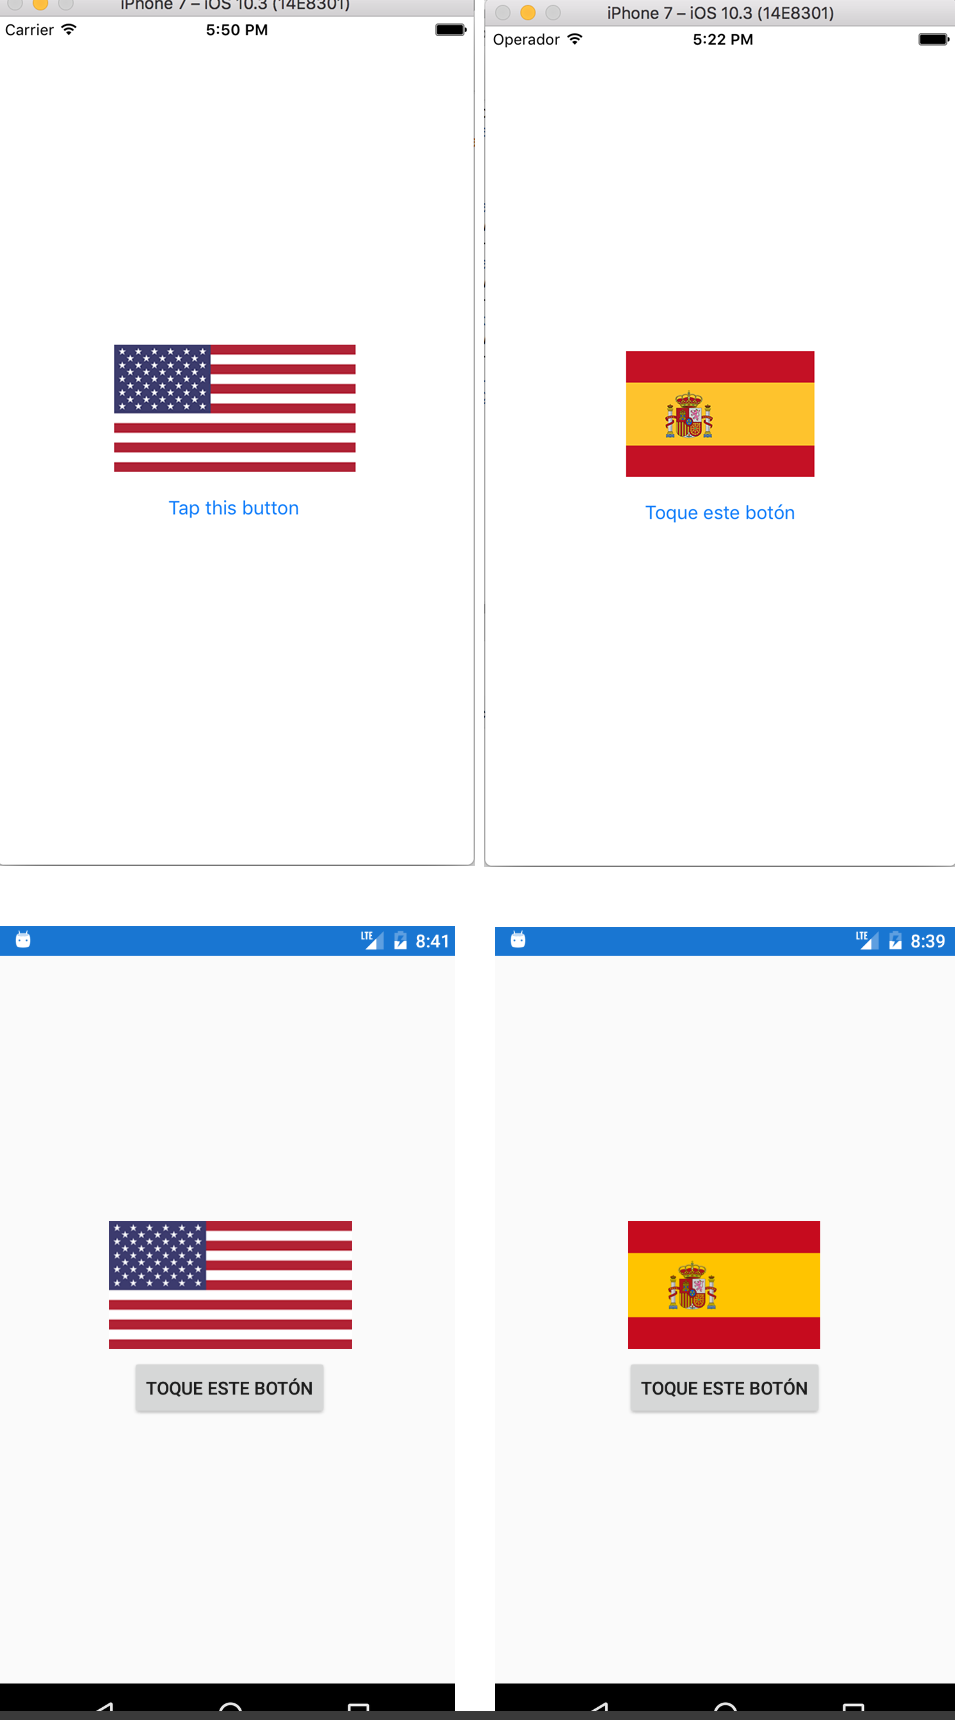 iPhone 7 – iOS 10.3 (14E8301)
Carrier 5:50 PM
Tap this button
iPhone 7 – iOS 10.3 (14E8301)
Operador 5:22 PM
Toque este botón
LTE 8:41
TOQUE ESTE BOTÓN
LTE 8:39
TOQUE ESTE BOTÓN